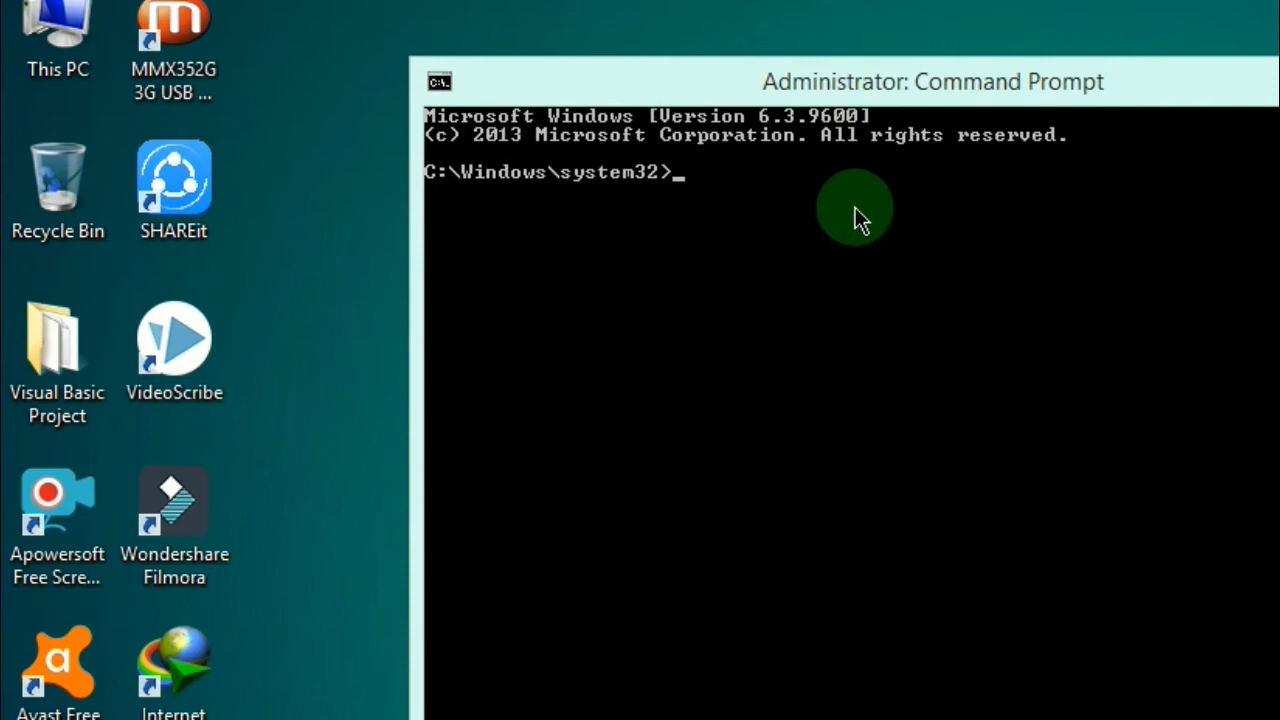 This PC
MMX352G
3G USB ...
Recycle Bin
SHAREit
Visual Basic
Project
VideoScribe
Apowersoft
Free Scre...
Wondershare
Filmora
Avast Free
Internet
Administrator: Command Prompt
Microsoft Windows [Version 6.3.9600]
(c) 2013 Microsoft Corporation. All rights reserved.
C:\Windows\system32>_